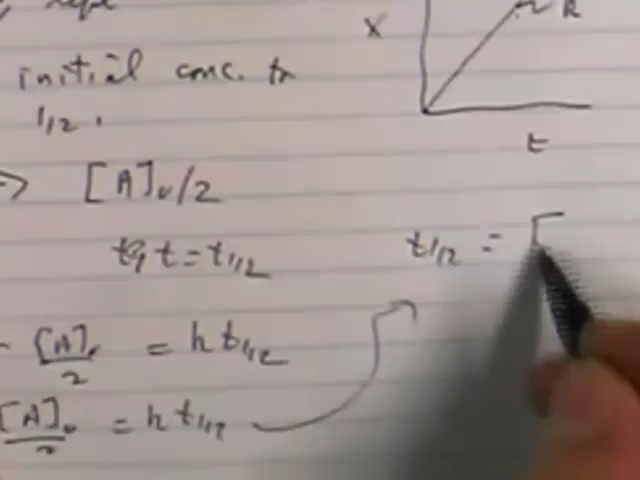 initial conc. to
1/2.
⇒ [A]₀/2
t, t = t1/2
- [A]₀/2 = k t1/2
[A]₀/2 = k t1/2
t1/2 = [
X
k
t